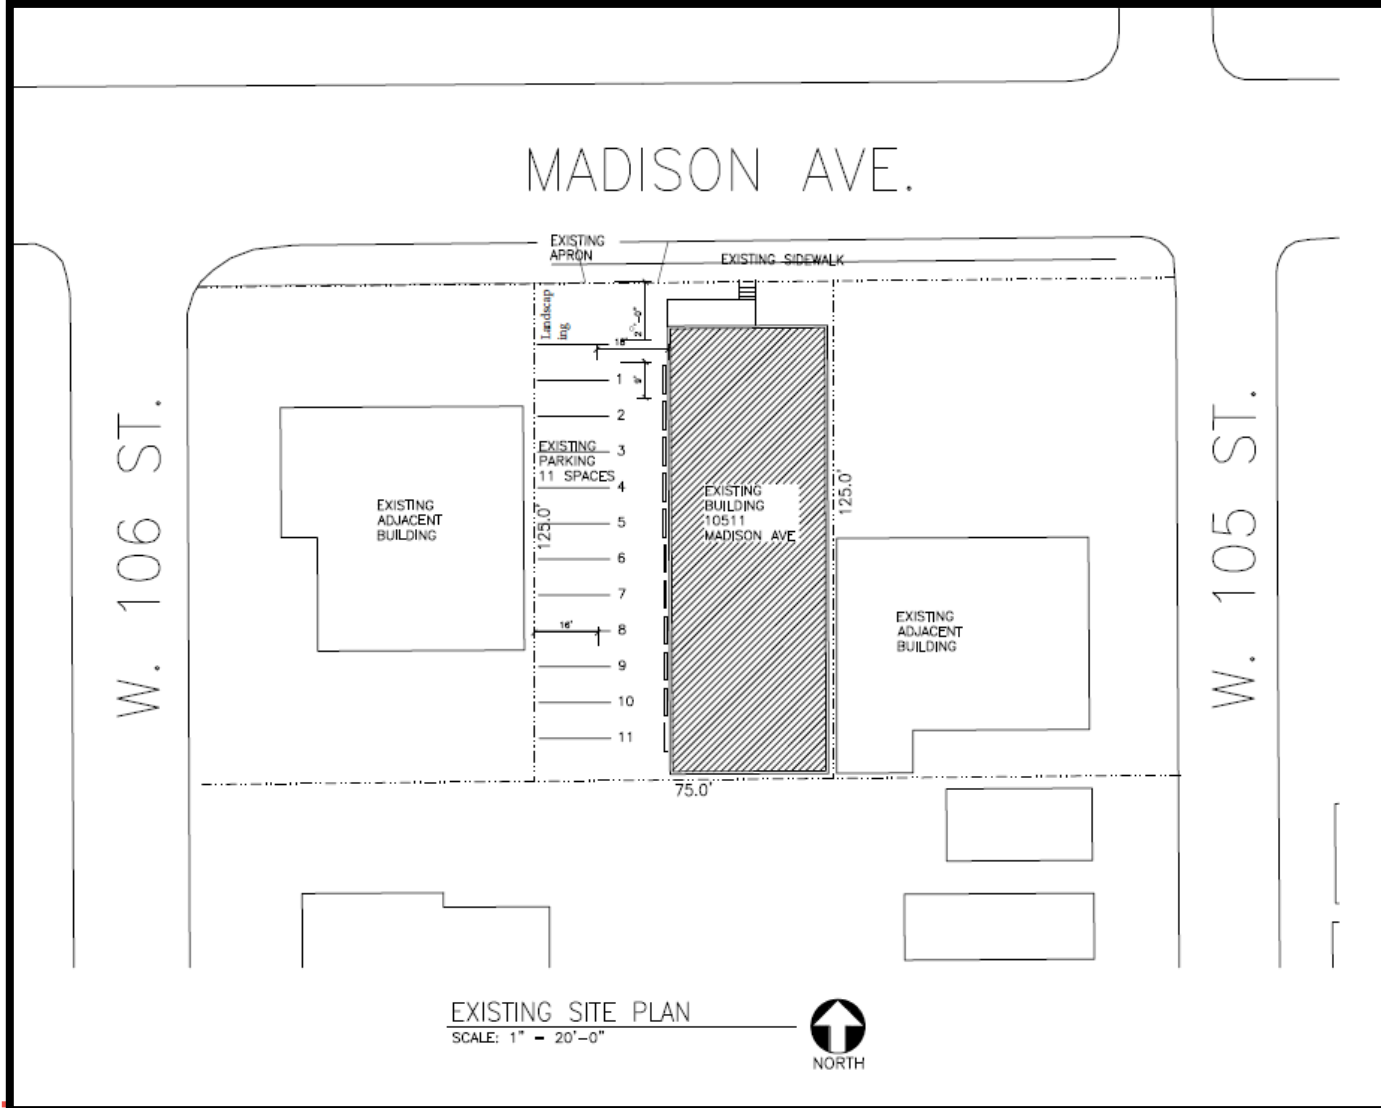 MADISON AVE.
EXISTING
APRON
EXISTING SIDEWALK
Landscap
ing
18'
9'
1
2
3
4
5
6
7
8
9
10
11
EXISTING
PARKING
11 SPACES
16'
125.0'
EXISTING
ADJACENT
BUILDING
EXISTING
BUILDING
10511
MADISON AVE
125.0'
EXISTING
ADJACENT
BUILDING
W. 106 ST.
W. 105 ST.
75.0'
EXISTING SITE PLAN
SCALE: 1" = 20'-0"
NORTH